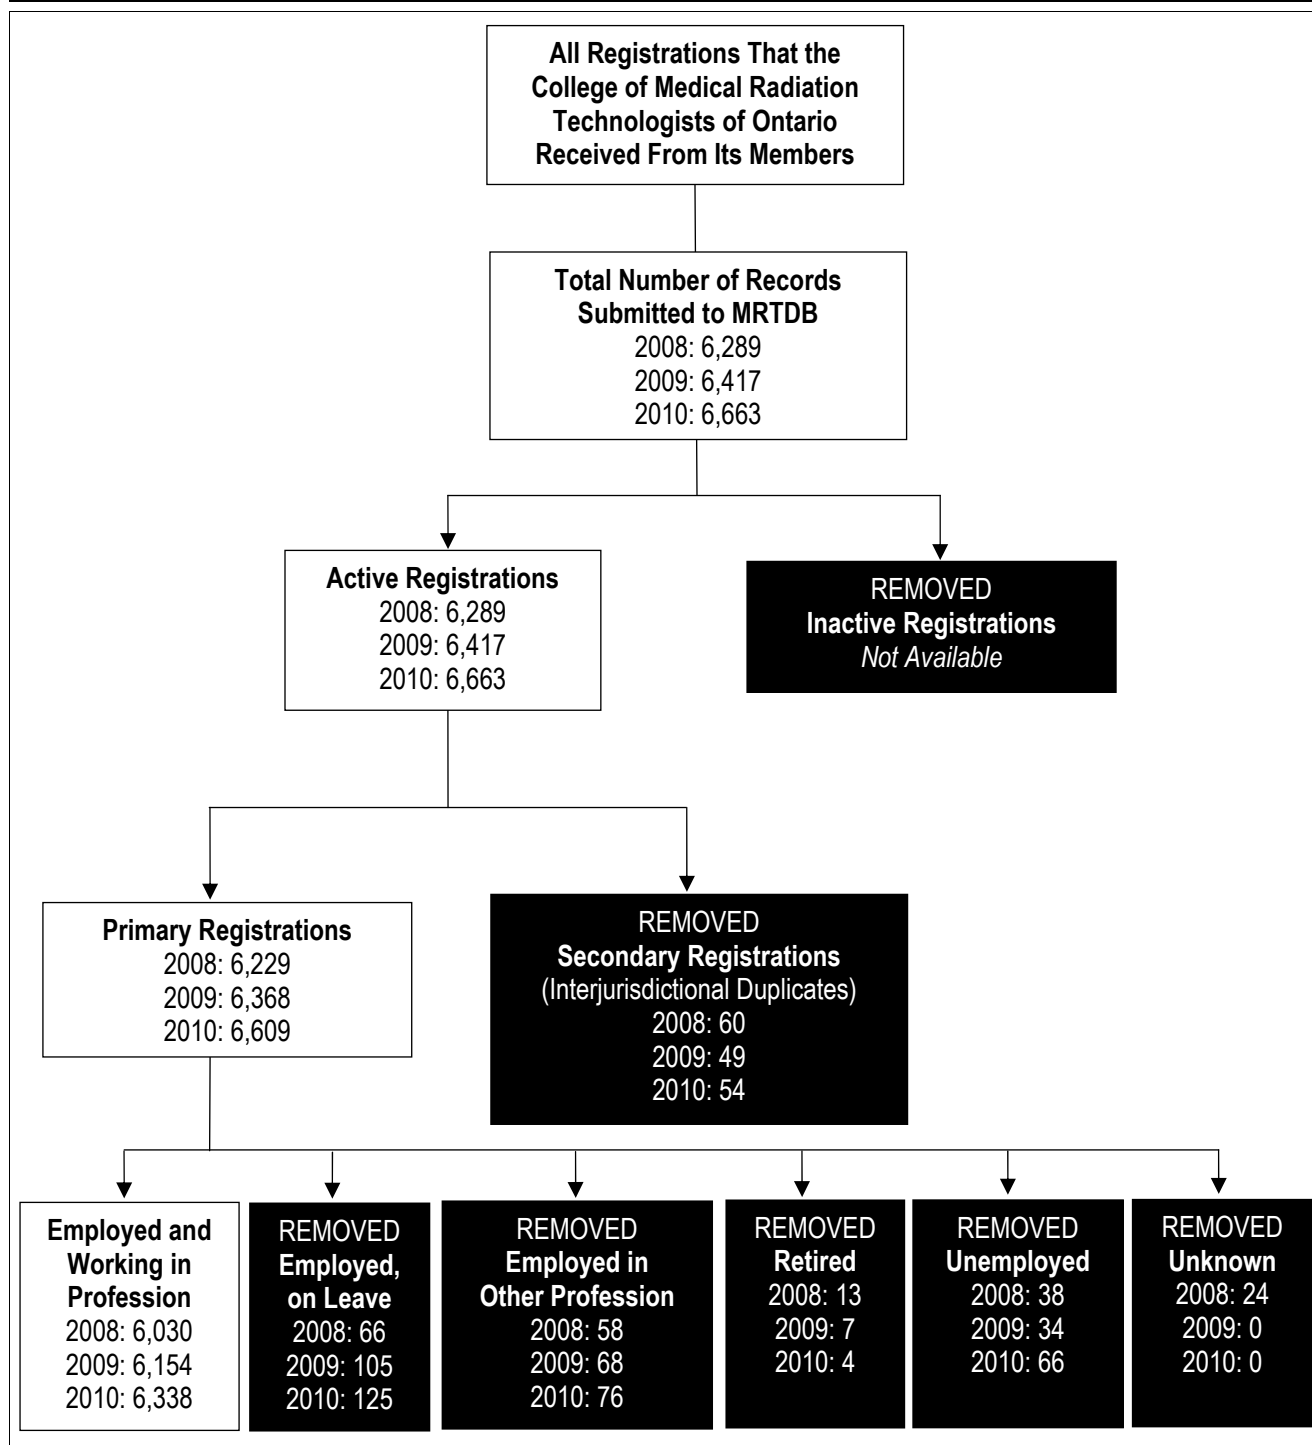 All Registrations That the
College of Medical Radiation
Technologists of Ontario
Received From Its Members
Total Number of Records
Submitted to MRTDB
2008: 6,289
2009: 6,417
2010: 6,663
Active Registrations
2008: 6,289
2009: 6,417
2010: 6,663
REMOVED
Inactive Registrations
Not Available
Primary Registrations
2008: 6,229
2009: 6,368
2010: 6,609
REMOVED
Secondary Registrations
(Interjurisdictional Duplicates)
2008: 60
2009: 49
2010: 54
Employed and
Working in
Profession
2008: 6,030
2009: 6,154
2010: 6,338
REMOVED
Employed,
on Leave
2008: 66
2009: 105
2010: 125
REMOVED
Employed in
Other Profession
2008: 58
2009: 68
2010: 76
REMOVED
Retired
2008: 13
2009: 7
2010: 4
REMOVED
Unemployed
2008: 38
2009: 34
2010: 66
REMOVED
Unknown
2008: 24
2009: 0
2010: 0